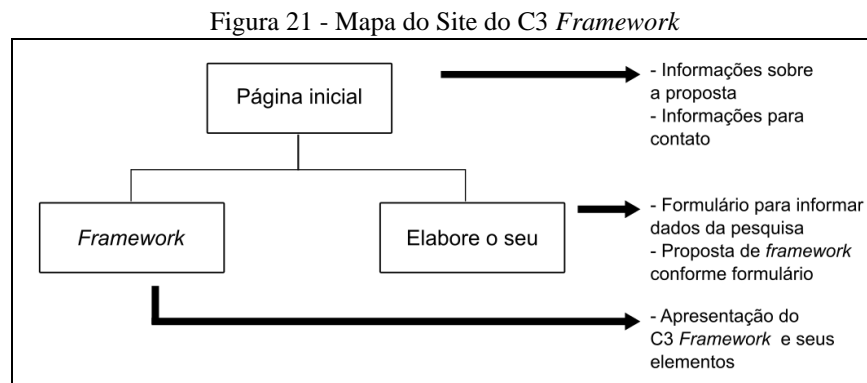 Figura 21 - Mapa do Site do C3 Framework
Página inicial
- Informações sobre
a proposta
- Informações para
contato
Framework
Elabore o seu
- Formulário para informar
dados da pesquisa
- Proposta de framework
conforme formulário
- Apresentação do
C3 Framework e seus
elementos